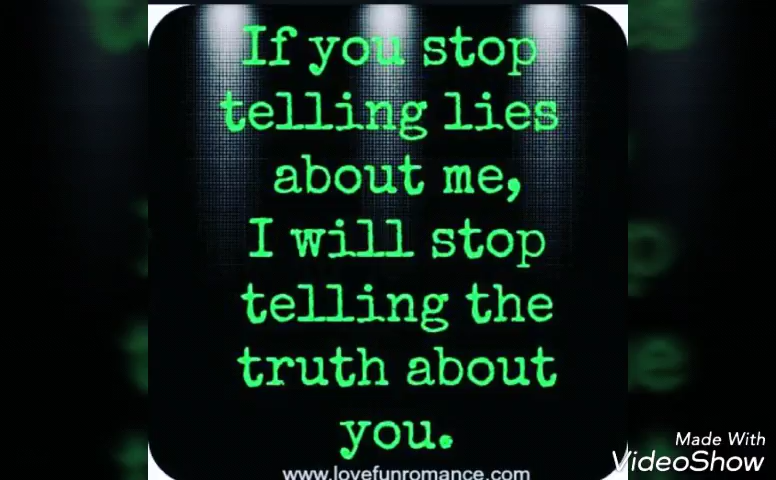 If you stop
telling lies
about me,
I will stop
telling the
truth about
you.
www.lovefunromance.com
Made With
VideoShow